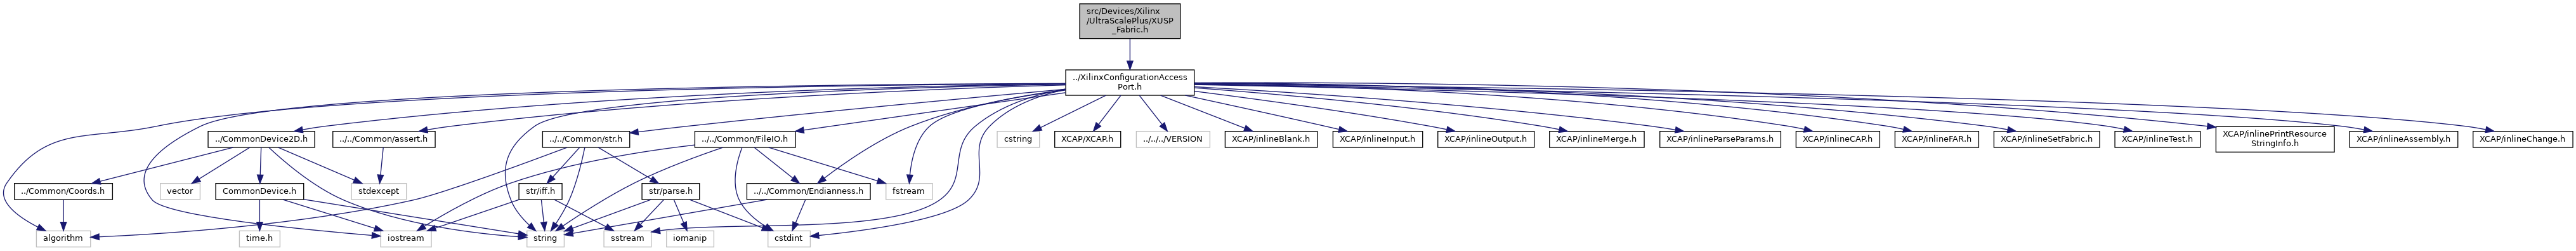 src/Devices/Xilinx
/UltraScalePlus/XUSP
_Fabric.h
../XilinxConfigurationAccess
Port.h
../CommonDevice2D.h
../../Common/assert.h
../../Common/str.h
../../Common/FileIO.h
cstring
XCAP/XCAP.h
../../../VERSION
XCAP/inlineBlank.h
XCAP/inlineInput.h
XCAP/inlineOutput.h
XCAP/inlineMerge.h
XCAP/inlineParseParams.h
XCAP/inlineCAP.h
XCAP/inlineFAR.h
XCAP/inlineSetFabric.h
XCAP/inlineTest.h
XCAP/inlinePrintResource
StringInfo.h
XCAP/inlineAssembly.h
XCAP/inlineChange.h
../Common/Coords.h
vector
CommonDevice.h
stdexcept
str/iff.h
str/parse.h
../../Common/Endianness.h
fstream
algorithm
time.h
iostream
string
sstream
iomanip
cstdint